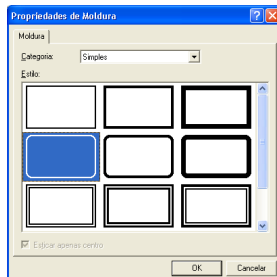 Propriedades de Moldura
Moldura
Categoria: Simples
Estilo:
Esticar apenas centro
OK Cancelar